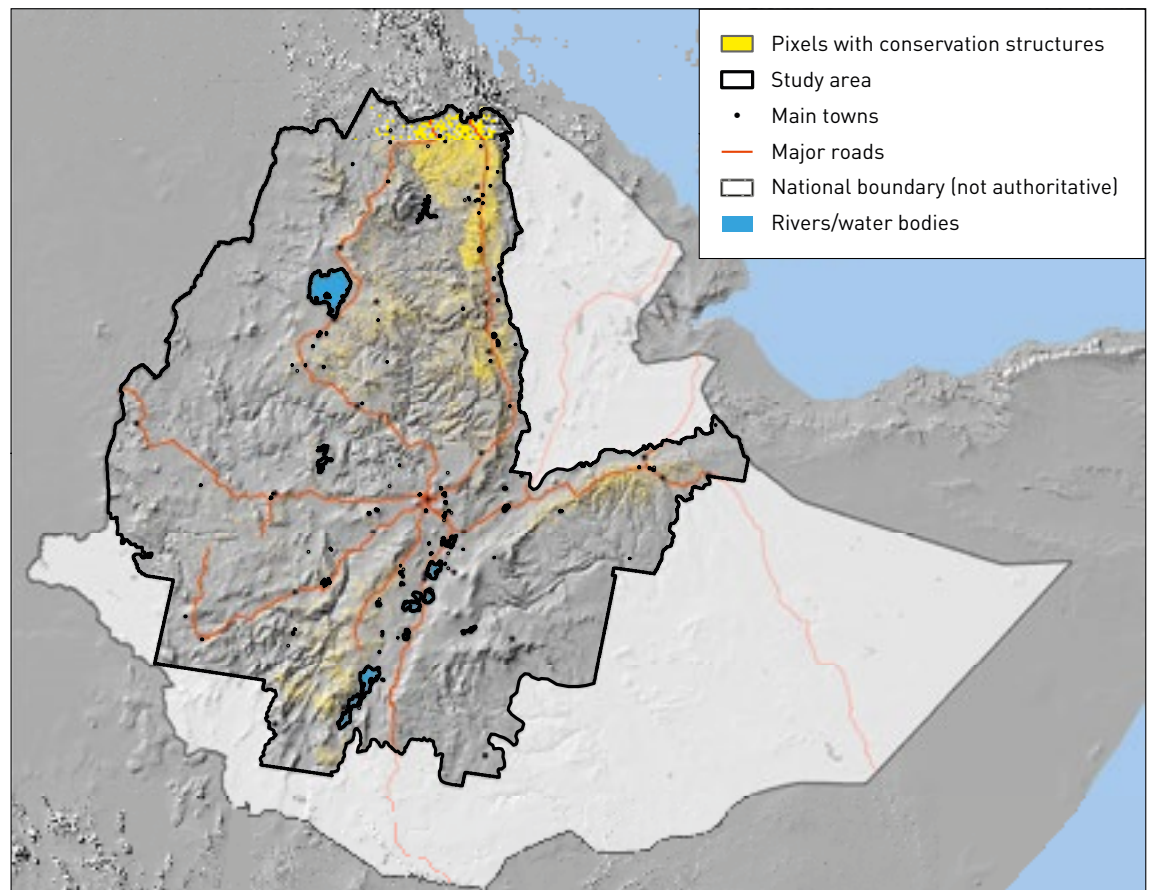 Pixels with conservation structures
Study area
Main towns
Major roads
National boundary (not authoritative)
Rivers/water bodies